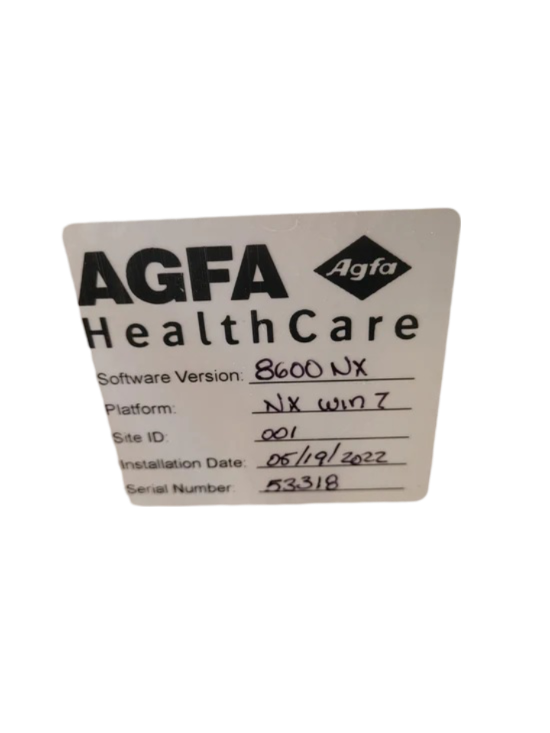 AGFA Agfa
HealthCare
Software Version: 8600 NX
Platform: NX win 7
Site ID: 001
Installation Date: 05/19/2022
Serial Number: 53318